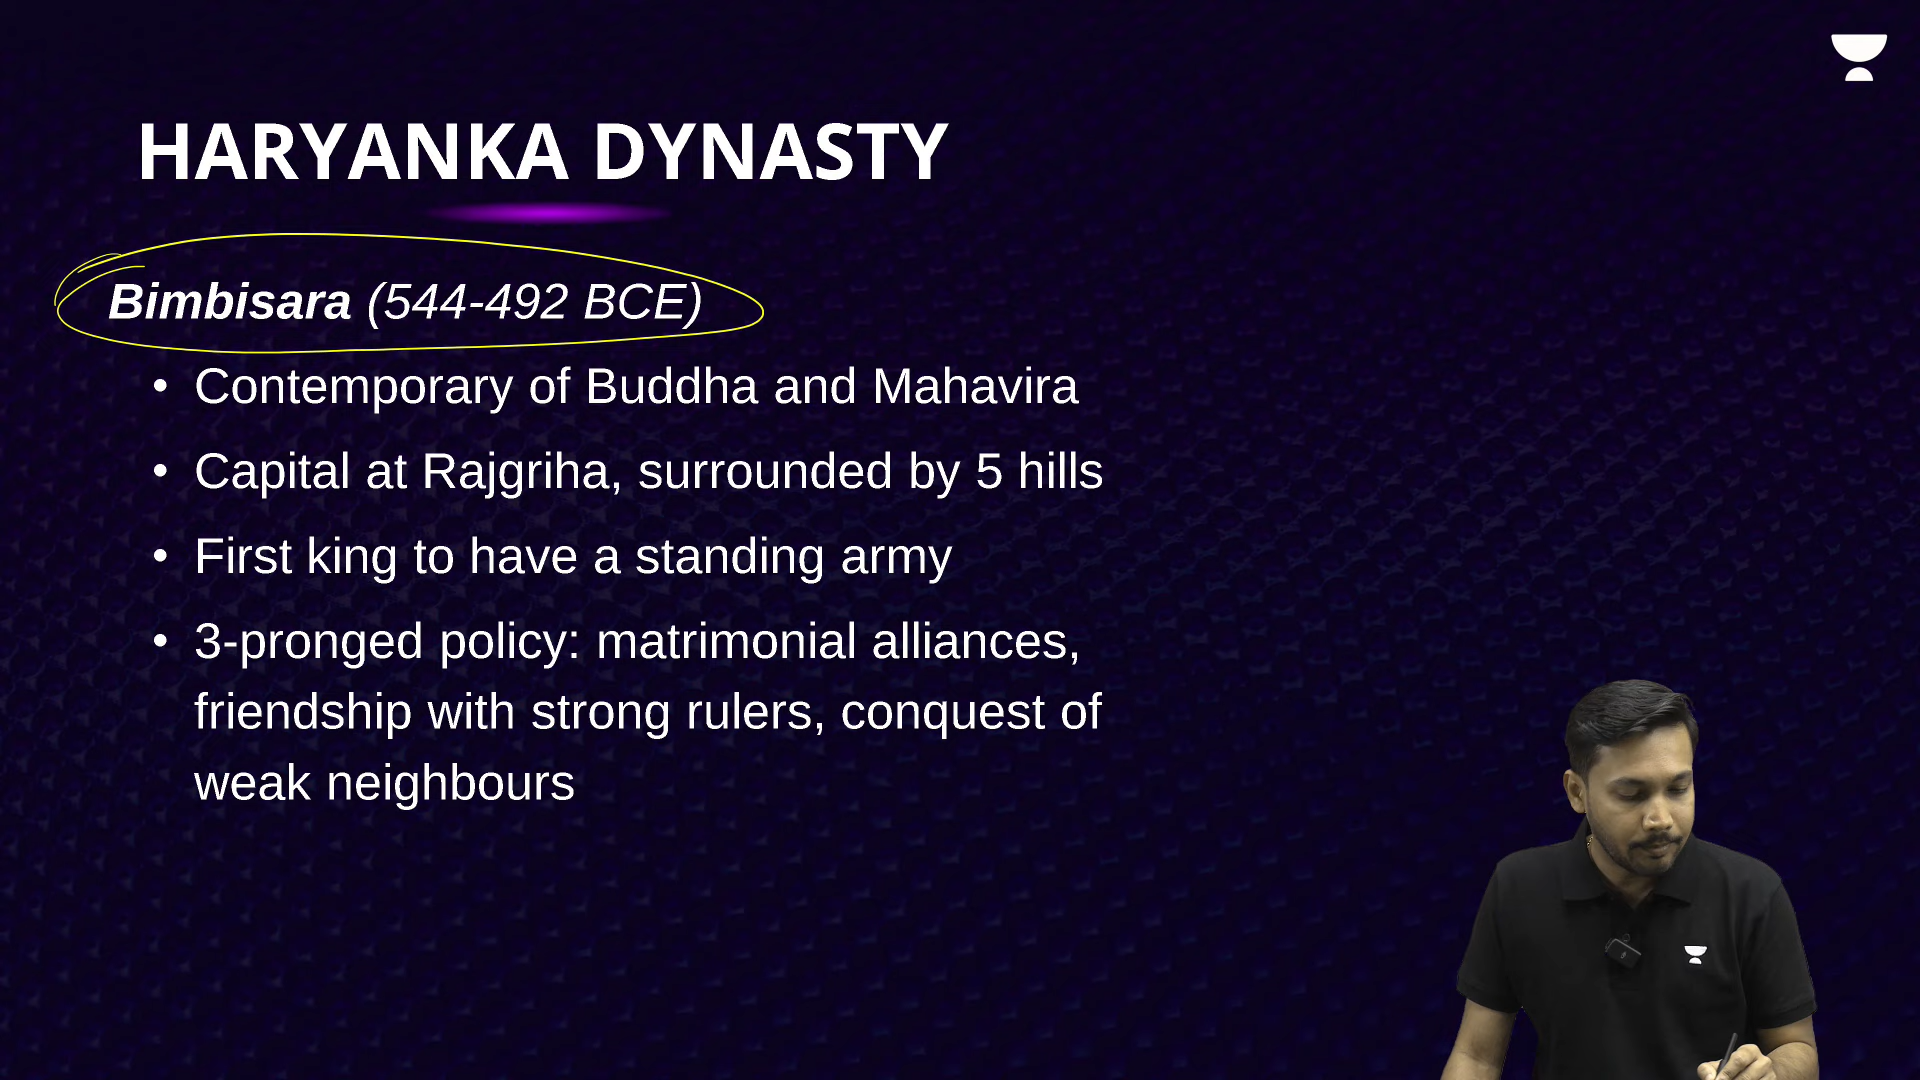 HARYANKA DYNASTY
Bimbisara (544-492 BCE)
• Contemporary of Buddha and Mahavira
• Capital at Rajgriha, surrounded by 5 hills
• First king to have a standing army
• 3-pronged policy: matrimonial alliances,
friendship with strong rulers, conquest of
weak neighbours